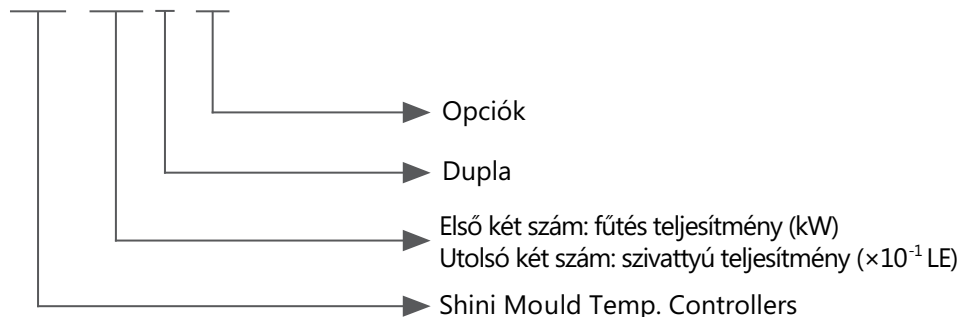 Opciók
Dupla
Első két szám: fűtés teljesítmény (kW)
Utolsó két szám: szivattyú teljesítmény (×10⁻¹ LE)
Shini Mould Temp. Controllers